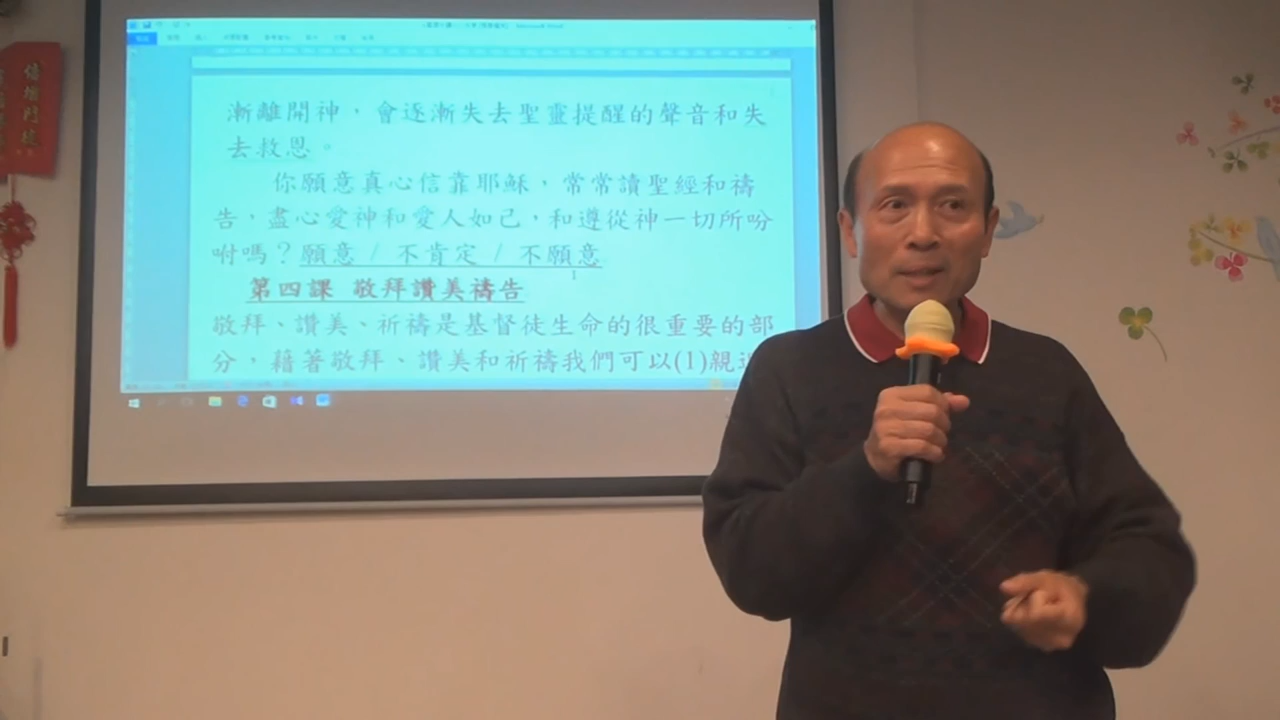 漸離開神，會逐漸失去聖靈提醒的聲音和失
去救恩。
你願意真心信靠耶穌，常常讀聖經和禱
告，盡心愛神和愛人如己，和遵從神一切所吩
咐嗎？願意 / 不肯定 / 不願意
第四課 敬拜讚美禱告
敬拜、讚美、祈禱是基督徒生命的很重要的部
分，藉著敬拜、讚美和祈禱我們可以(1)親